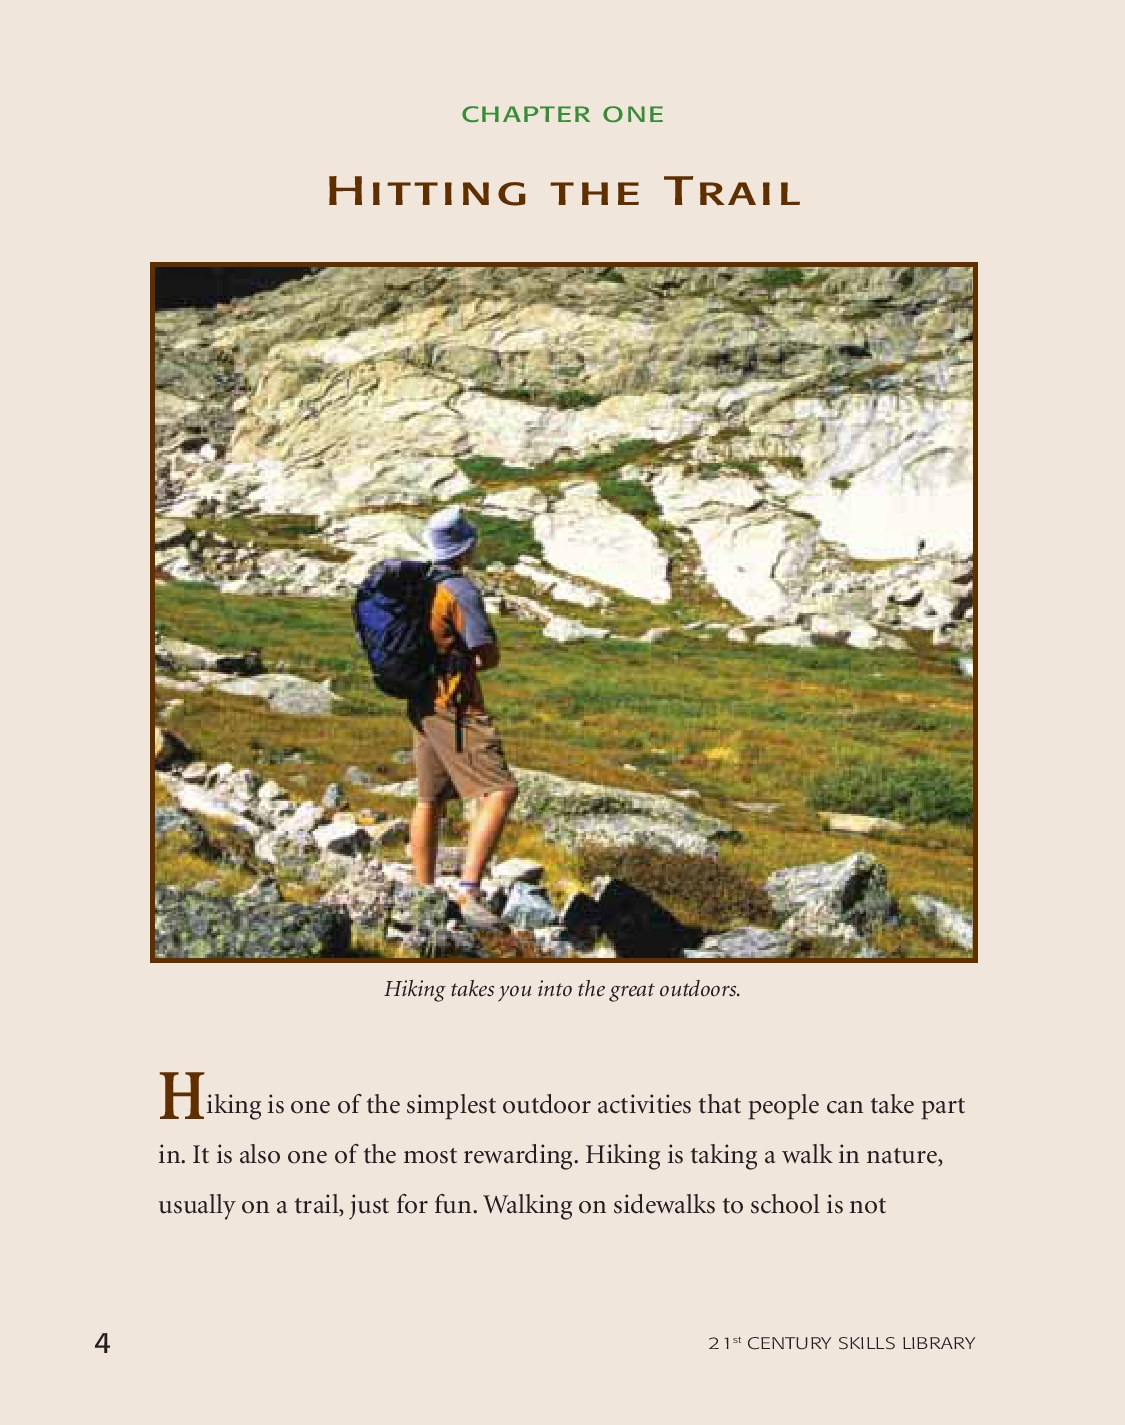 CHAPTER ONE
HITTING THE TRAIL
Hiking takes you into the great outdoors.
Hiking is one of the simplest outdoor activities that people can take part
in. It is also one of the most rewarding. Hiking is taking a walk in nature,
usually on a trail, just for fun. Walking on sidewalks to school is not
4
21st CENTURY SKILLS LIBRARY